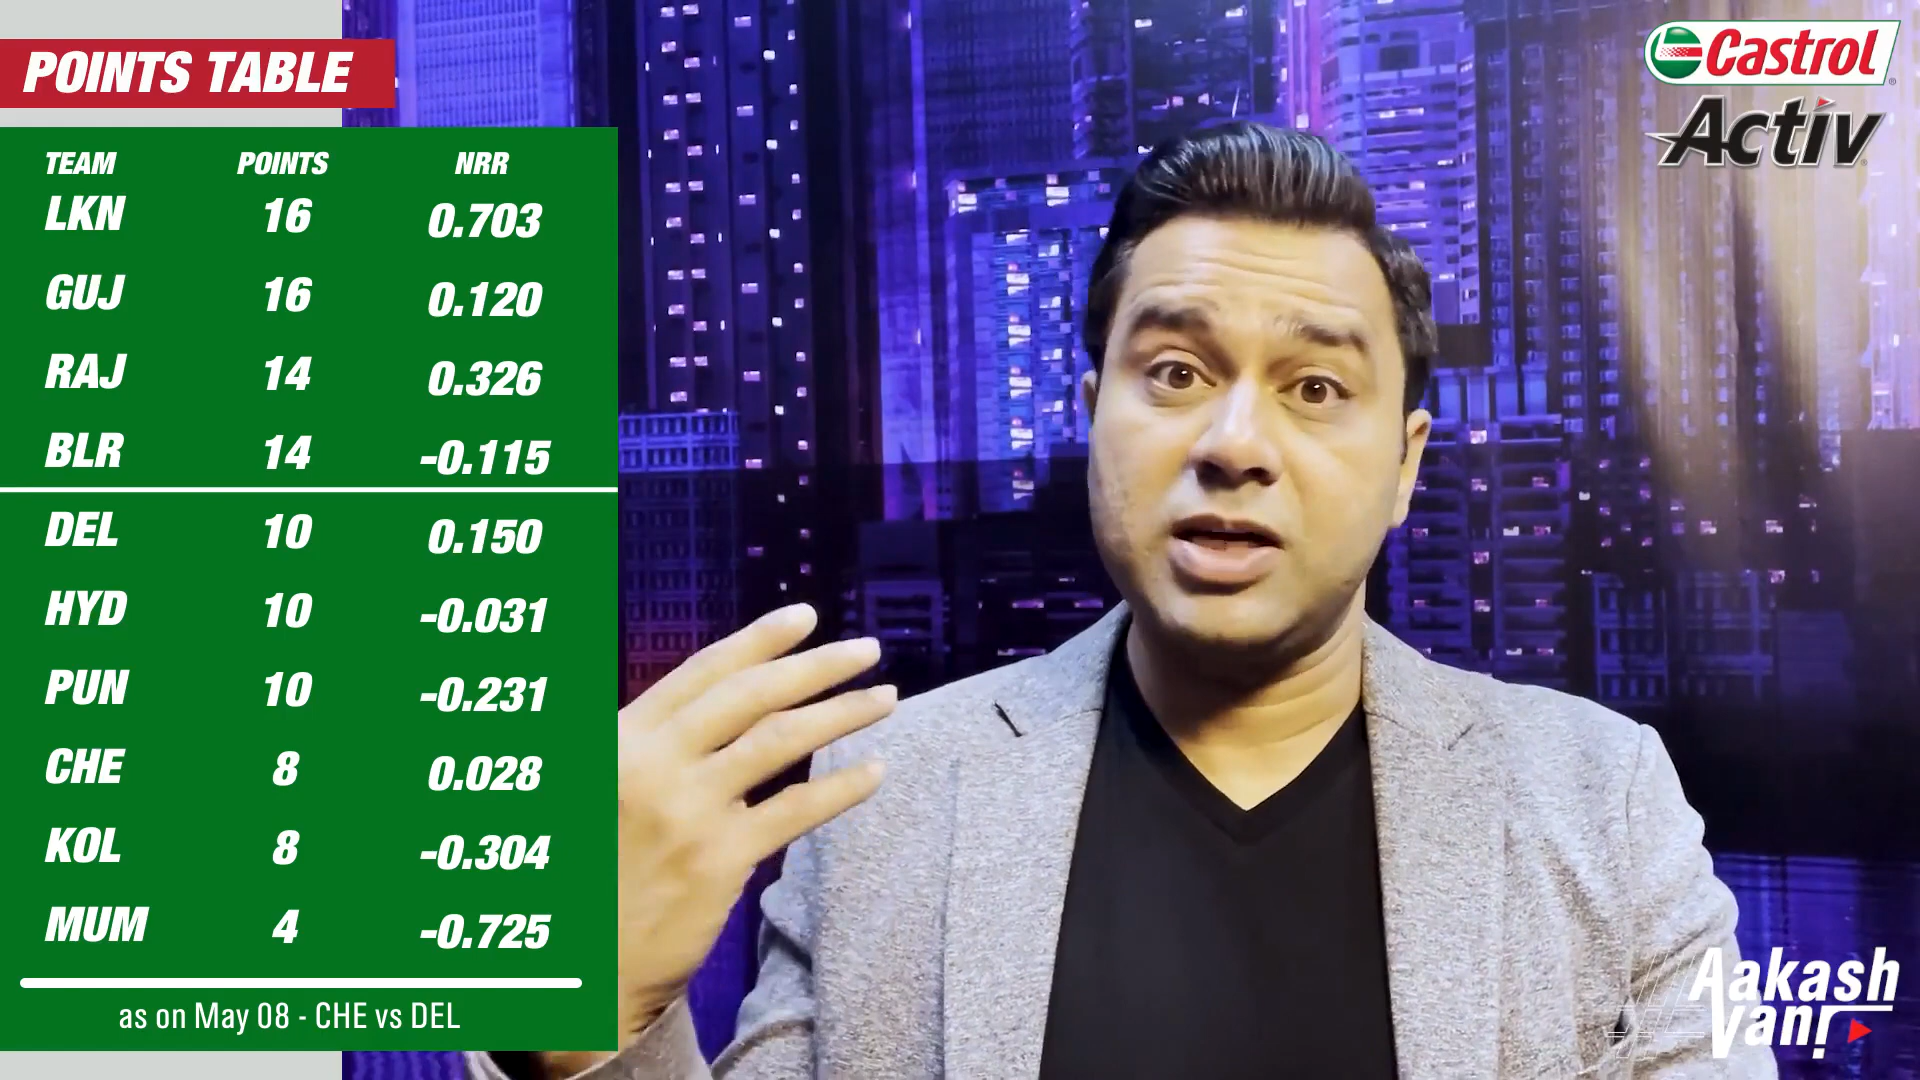 POINTS TABLE
TEAM POINTS NRR
LKN 16 0.703
GUJ 16 0.120
RAJ 14 0.326
BLR 14 -0.115
DEL 10 0.150
HYD 10 -0.031
PUN 10 -0.231
CHE 8 0.028
KOL 8 -0.304
MUM 4 -0.725
as on May 08 - CHE vs DEL
Castrol
Activ
Aakash
Vani